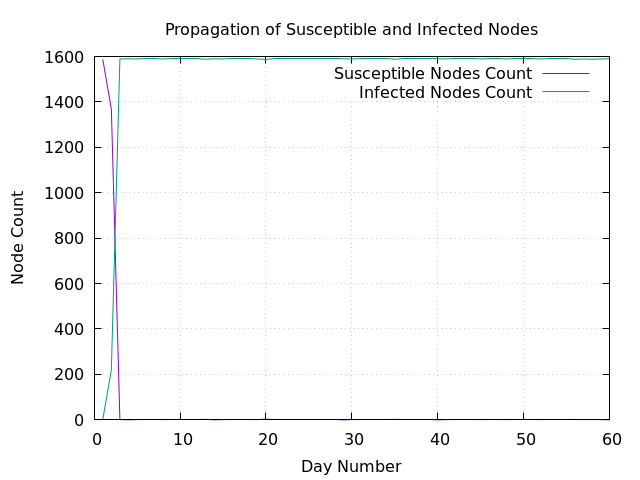 Propagation of Susceptible and Infected Nodes
1600
1400
1200
1000
800
600
400
200
0
Node Count
Susceptible Nodes Count
Infected Nodes Count
0 10 20 30 40 50 60
Day Number